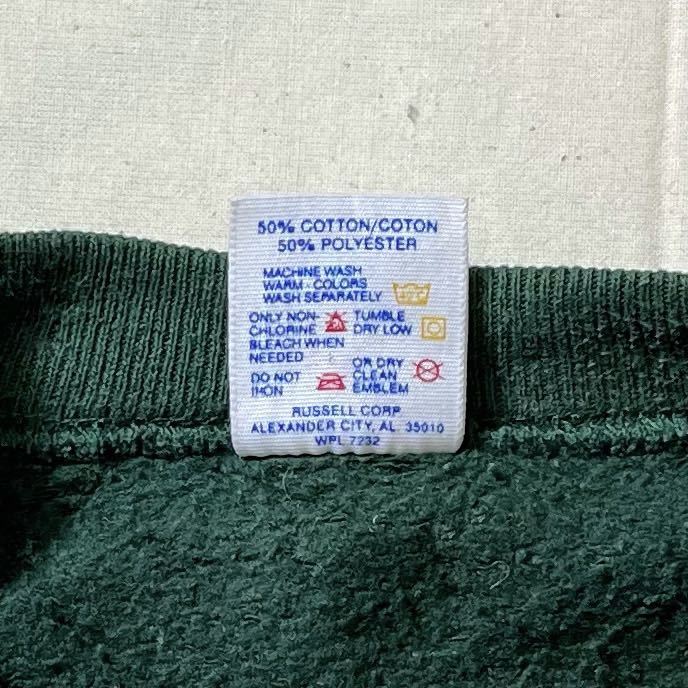 50% COTTON/COTON
50% POLYESTER
MACHINE WASH
WARM - COLORS
WASH SEPARATELY
ONLY NON-
CHLORINE
BLEACH WHEN
NEEDED
TUMBLE
DRY LOW
DO NOT
IRON
OR DRY
CLEAN
EMBLEM
RUSSELL CORP
ALEXANDER CITY, AL 35010
WPL 7232